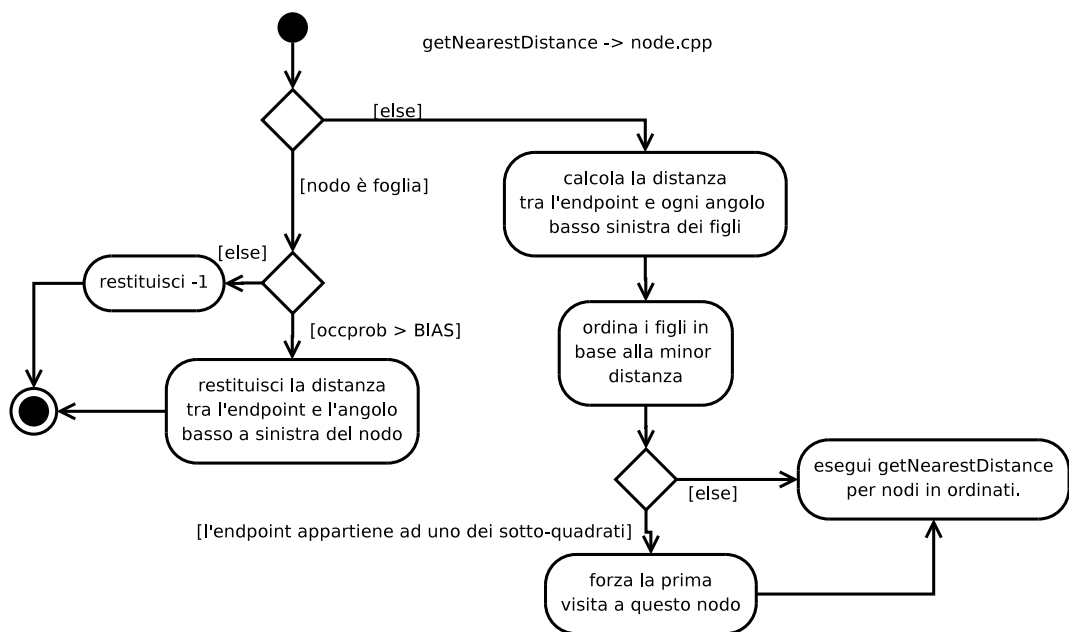 getNearestDistance -> node.cpp
[else]
[nodo è foglia]
calcola la distanza
tra l'endpoint e ogni angolo
basso sinistra dei figli
[else]
restituisci -1
[occprob > BIAS]
restituisci la distanza
tra l'endpoint e l'angolo
basso a sinistra del nodo
ordina i figli in
base alla minor
distanza
[else]
esegui getNearestDistance
per nodi in ordinati.
[l'endpoint appartiene ad uno dei sotto-quadrati]
forza la prima
visita a questo nodo